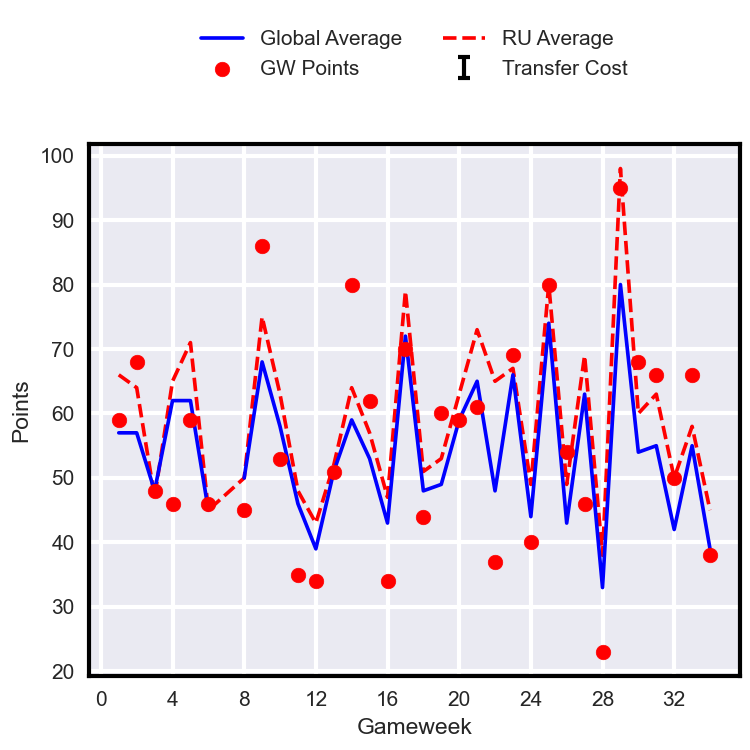 Global Average
RU Average
GW Points
Transfer Cost
100
90
80
70
60
50
40
30
20
Points
0 4 8 12 16 20 24 28 32
Gameweek